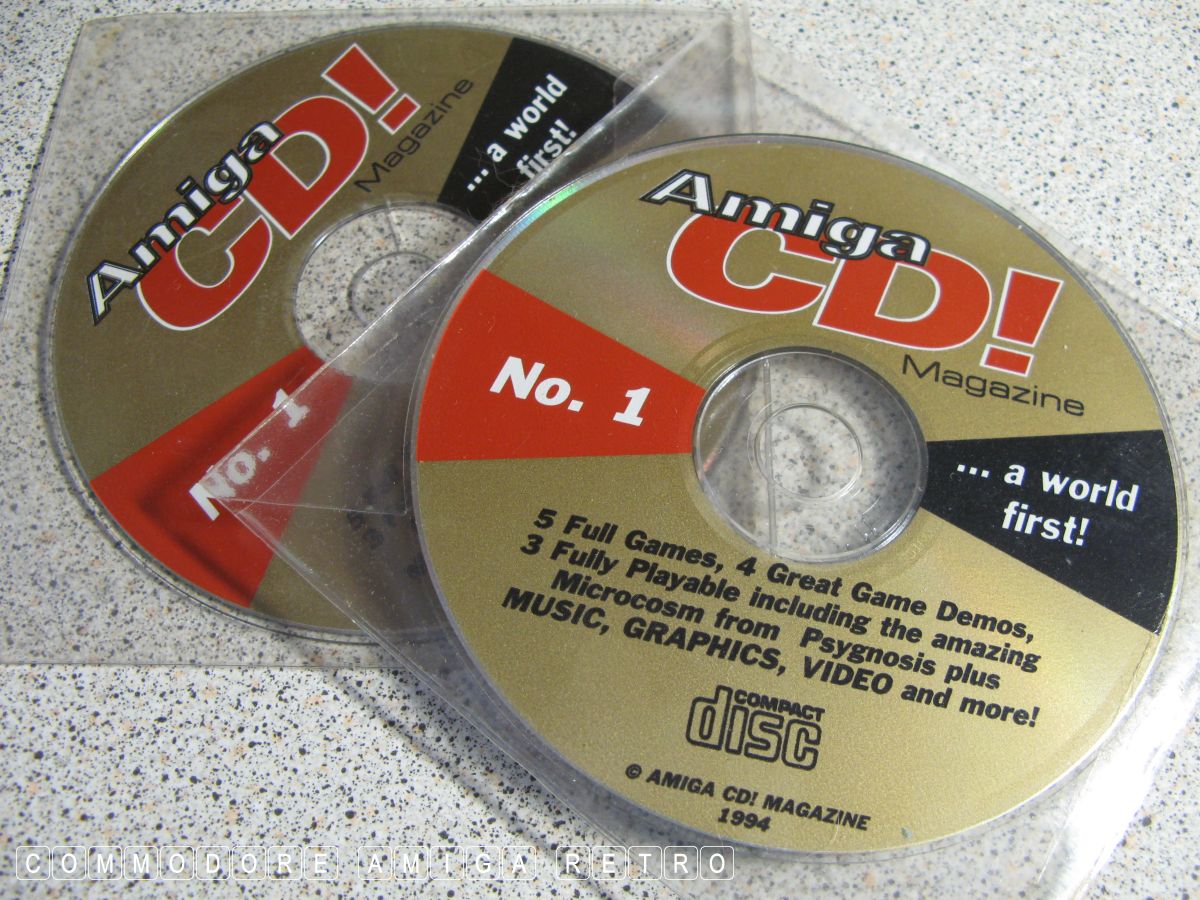 Amiga
CD!
Magazine
... a world
first!
No. 1
Amiga
CD!
Magazine
No. 1
... a world
first!
5 Full Games, 4 Great Game Demos,
3 Fully Playable including the amazing
Microcosm from Psygnosis plus
MUSIC, GRAPHICS, VIDEO and more!
COMPACT
disc
© AMIGA CD! MAGAZINE
1994
COMMODORE AMIGA RETRO